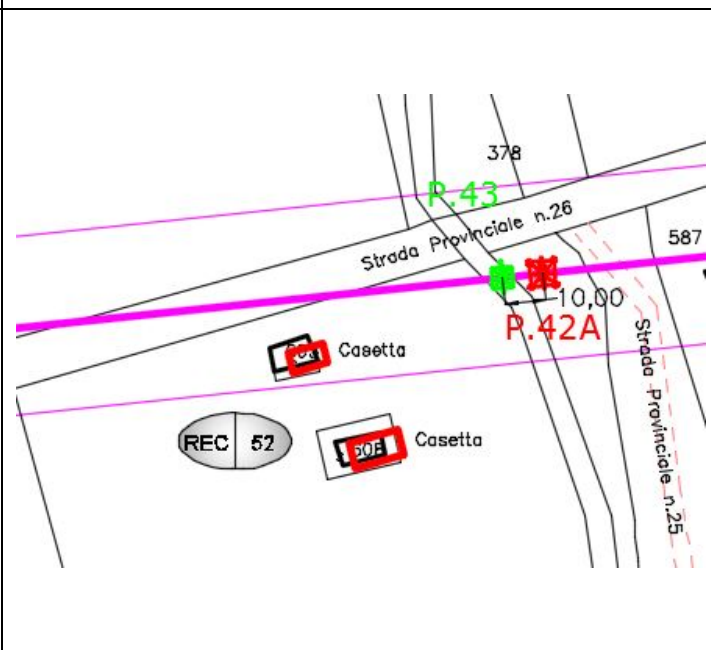 378
P.43
Strada Provinciale n.26
587
10,00
P.42A
Casetta
Strada Provinciale n.25
REC 52
Casetta